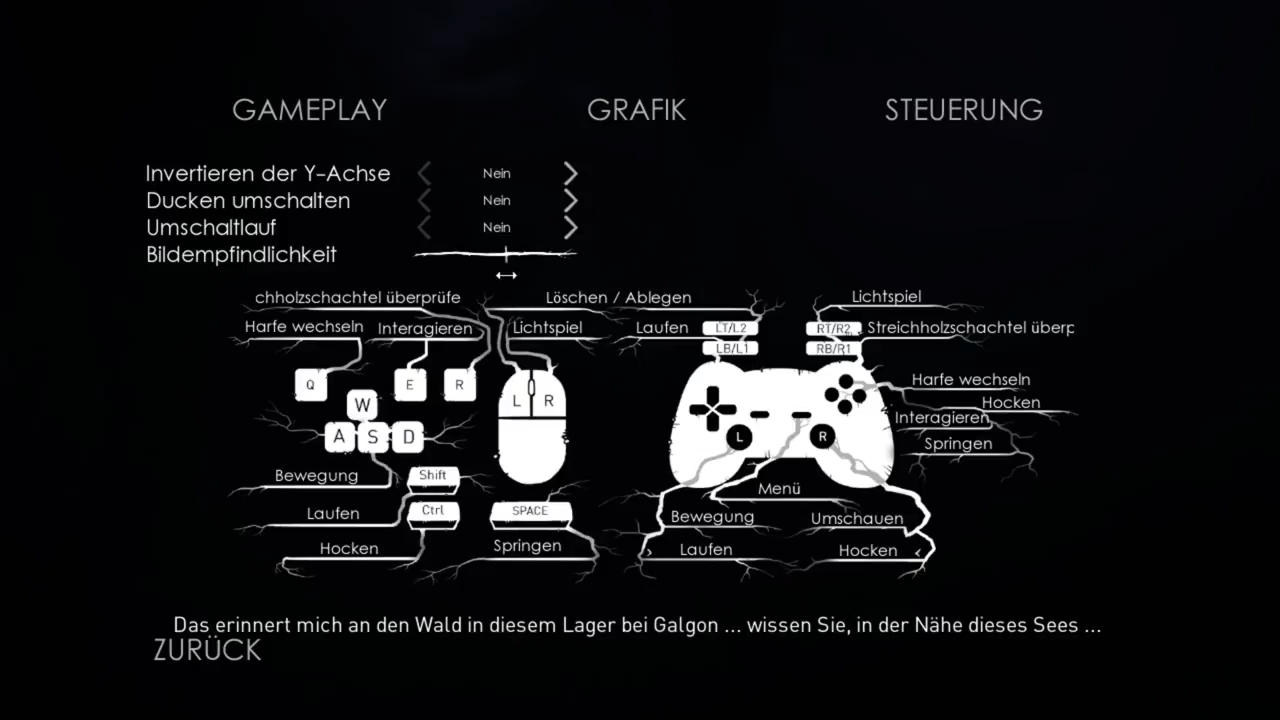 GAMEPLAY GRAFIK STEUERUNG
Invertieren der Y-Achse Nein
Ducken umschalten Nein
Umschaltlauf Nein
Bildempfindlichkeit
chholzschachtel überprüfe Löschen / Ablegen Lichtspiel
Harfe wechseln Interagieren Lichtspiel Laufen LT/L2 RT/R2 Streichholzschachtel überp
LB/L1 RB/R1
Q E R L R Harfe wechseln
W Hocken
Interagieren
A S D L R Springen
Bewegung Shift Menü
Laufen Ctrl SPACE Bewegung Umschauen
Hocken Springen › Laufen Hocken ‹
Das erinnert mich an den Wald in diesem Lager bei Galgon ... wissen Sie, in der Nähe dieses Sees ...
ZURÜCK